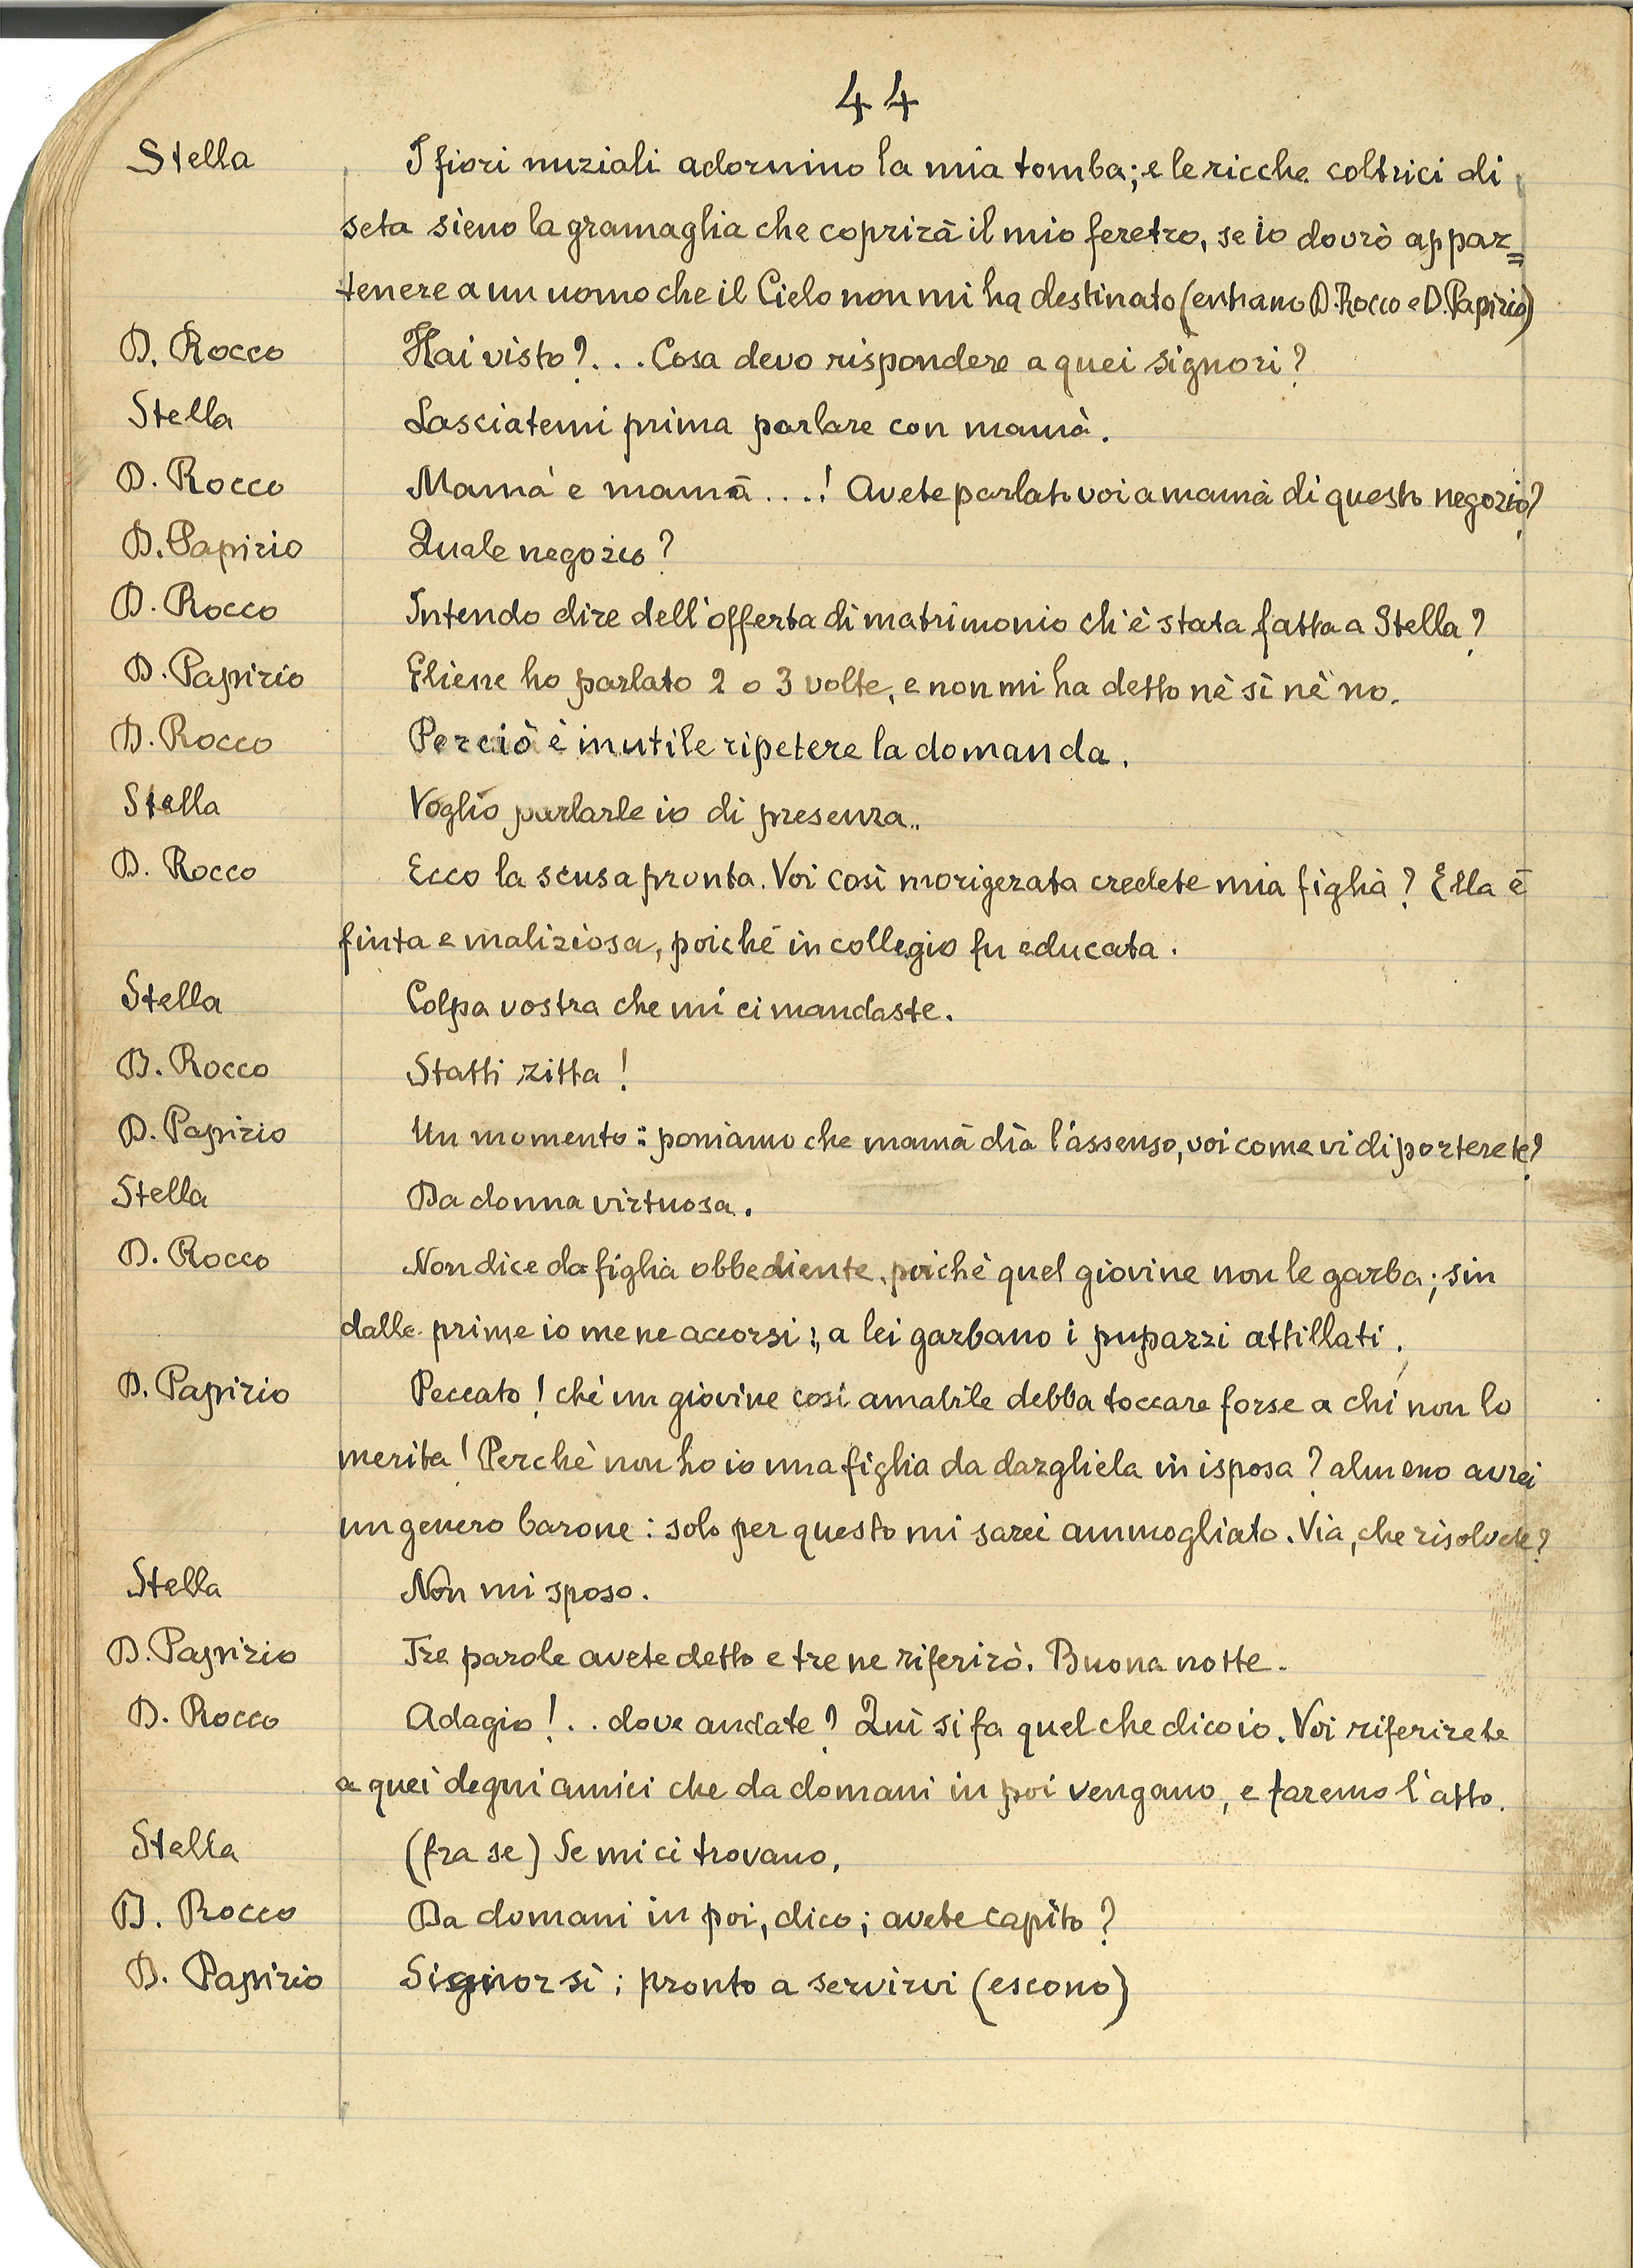 44
Stella I fiori nuziali adornino la mia tomba; e le ricche coltrici di
seta sieno la gramaglia che coprirà il mio feretro, se io dovrò appar=
tenere a un uomo che il Cielo non mi ha destinato (entrano D. Rocco e D. Papirio)
D. Rocco Hai visto?... Cosa devo rispondere a quei signori?
Stella Lasciatemi prima parlare con mamà.
D. Rocco Mamà e mamà...! Avete parlato voi a mamà di questo negozio?
D. Papirio Quale negozio?
D. Rocco Intendo dire dell'offerta di matrimonio ch'è stata fatta a Stella?
D. Papirio Gliene ho parlato 2 o 3 volte, e non mi ha detto nè sì nè no.
D. Rocco Perciò è inutile ripetere la domanda.
Stella Voglio parlarle io di presenza..
D. Rocco Ecco la scusa pronta. Voi così morigerata credete mia figlia? Ella è
finta e maliziosa, poiché in collegio fu educata.
Stella Colpa vostra che mi ci mandaste.
D. Rocco Statti zitta!
D. Papirio Un momento: poniamo che mamà dia l'assenso, voi come vi diporterete?
Stella Da donna virtuosa.
D. Rocco Non dice da figlia obbediente, poichè quel giovine non le garba; sin
dalle prime io me ne accorsi; a lei garbano i pupazzi attillati.
D. Papirio Peccato! chè un giovine così amabile debba toccare forse a chi non lo
merita! Perchè non ho io una figlia da dargliela in isposa? almeno avrei
un genero barone: solo per questo mi sarei ammogliato. Via, che risolvete?
Stella Non mi sposo.
D. Papirio Tre parole avete detto e tre ne riferirò. Buona notte.
D. Rocco Adagio!.. dove andate? Quì si fa quel che dico io. Voi riferirete
a quei degni amici che da domani in poi vengano, e faremo l'atto.
Stella (fra se) Se mi ci trovano,
D. Rocco Da domani in poi, dico; avete capito?
D. Papirio Signor sì; pronto a servirvi (escono)